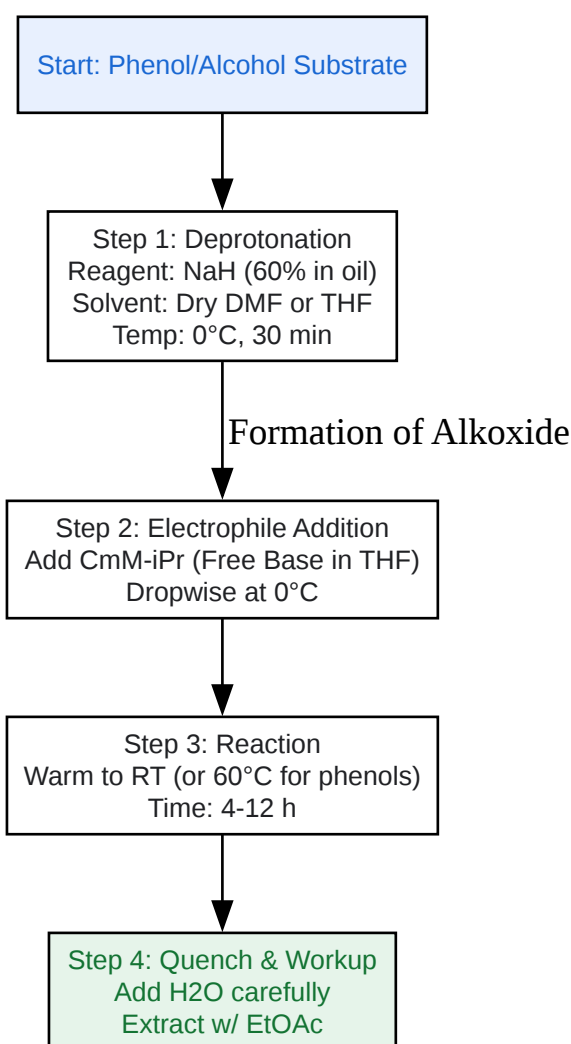 Start: Phenol/Alcohol Substrate
Step 1: Deprotonation
Reagent: NaH (60% in oil)
Solvent: Dry DMF or THF
Temp: 0°C, 30 min
Formation of Alkoxide
Step 2: Electrophile Addition
Add CmM-iPr (Free Base in THF)
Dropwise at 0°C
Step 3: Reaction
Warm to RT (or 60°C for phenols)
Time: 4-12 h
Step 4: Quench & Workup
Add H2O carefully
Extract w/ EtOAc